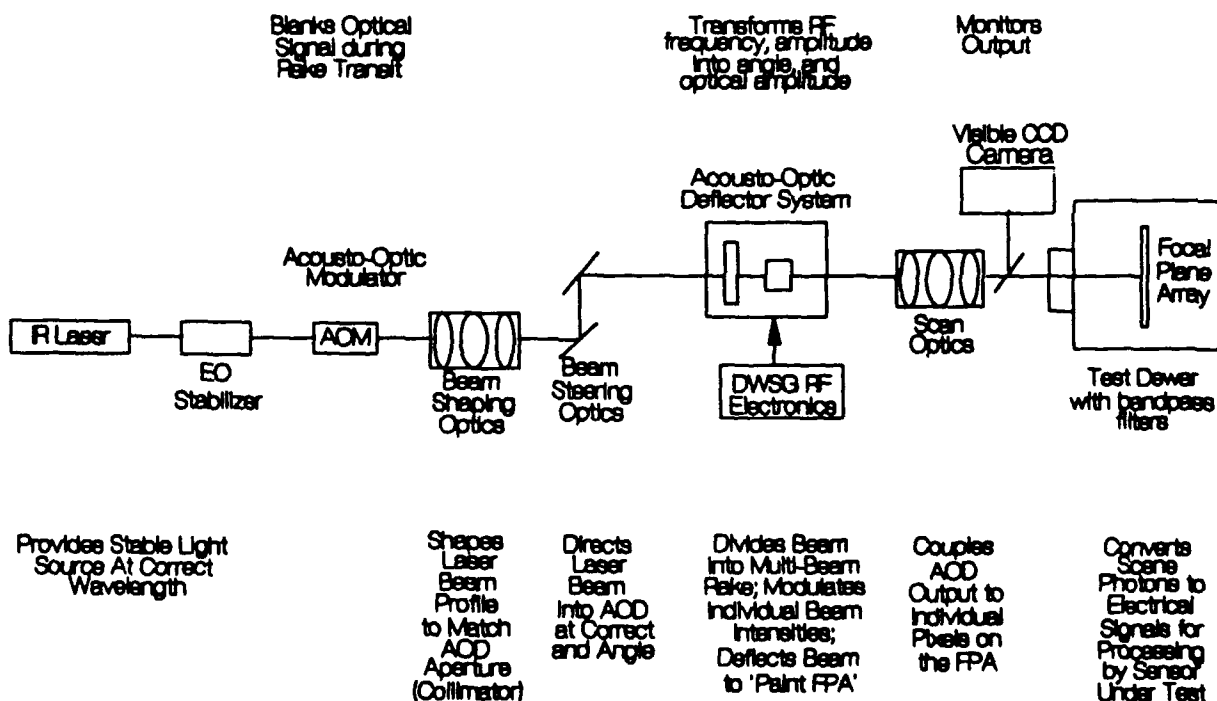 Blanks Optical
Signal during
Rake Transit
Transforms RF
frequency, amplitude
into angle, and
optical amplitude
Monitors
Output
Visible CCD
Camera
Acousto-Optic
Deflector System
Acousto-Optic
Modulator
Focal
Plane
Array
IR Laser
AOM
EO
Stabilizer
Beam
Shaping
Optics
Beam
Steering
Optics
DWSG RF
Electronics
Scan
Optics
Test Dewar
with bandpass
filters
Provides Stable Light
Source At Correct
Wavelength
Shapes
Laser
Beam
Profile
to Match
AOD
Aperture
(Collimator)
Directs
Laser
Beam
Into AOD
at Correct
and Angle
Divides Beam
into Multi-Beam
Rake; Modulates
Individual Beam
Intensities;
Deflects Beam
to 'Paint FPA'
Couples
AOD
Output to
Individual
Pixels on
the FPA
Converts
Scene
Photons to
Electrical
Signals for
Processing
by Sensor
Under Test